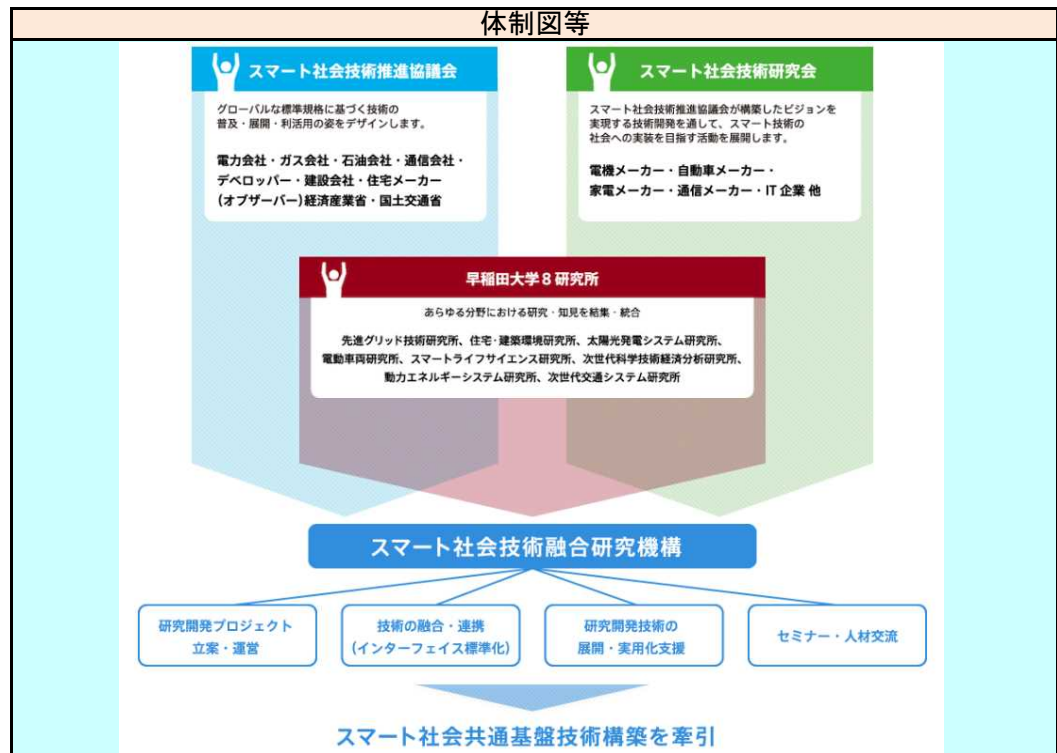 体制図等
スマート社会技術推進協議会
グローバルな標準規格に基づく技術の
普及・展開・利活用の姿をデザインします。
電力会社・ガス会社・石油会社・通信会社・
デベロッパー・建設会社・住宅メーカー
(オブザーバー)経済産業省・国土交通省
スマート社会技術研究会
スマート社会技術推進協議会が構築したビジョンを
実現する技術開発を通して、スマート技術の
社会への実装を目指す活動を展開します。
電機メーカー・自動車メーカー・
家電メーカー・通信メーカー・IT 企業 他
早稲田大学8研究所
あらゆる分野における研究・知見を結集・統合
先進グリッド技術研究所、住宅・建築環境研究所、太陽光発電システム研究所、
電動車両研究所、スマートライフサイエンス研究所、次世代科学技術経済分析研究所、
動力エネルギーシステム研究所、次世代交通システム研究所
スマート社会技術融合研究機構
研究開発プロジェクト
立案・運営
技術の融合・連携
(インターフェイス標準化)
研究開発技術の
展開・実用化支援
セミナー・人材交流
スマート社会共通基盤技術構築を牽引